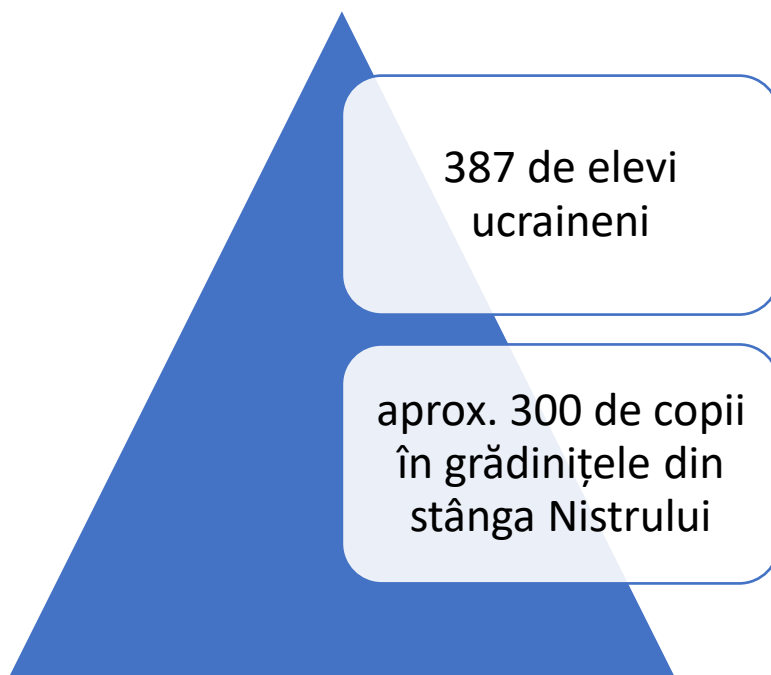 387 de elevi
ucraineni
aprox. 300 de copii
în grădinițele din
stânga Nistrului